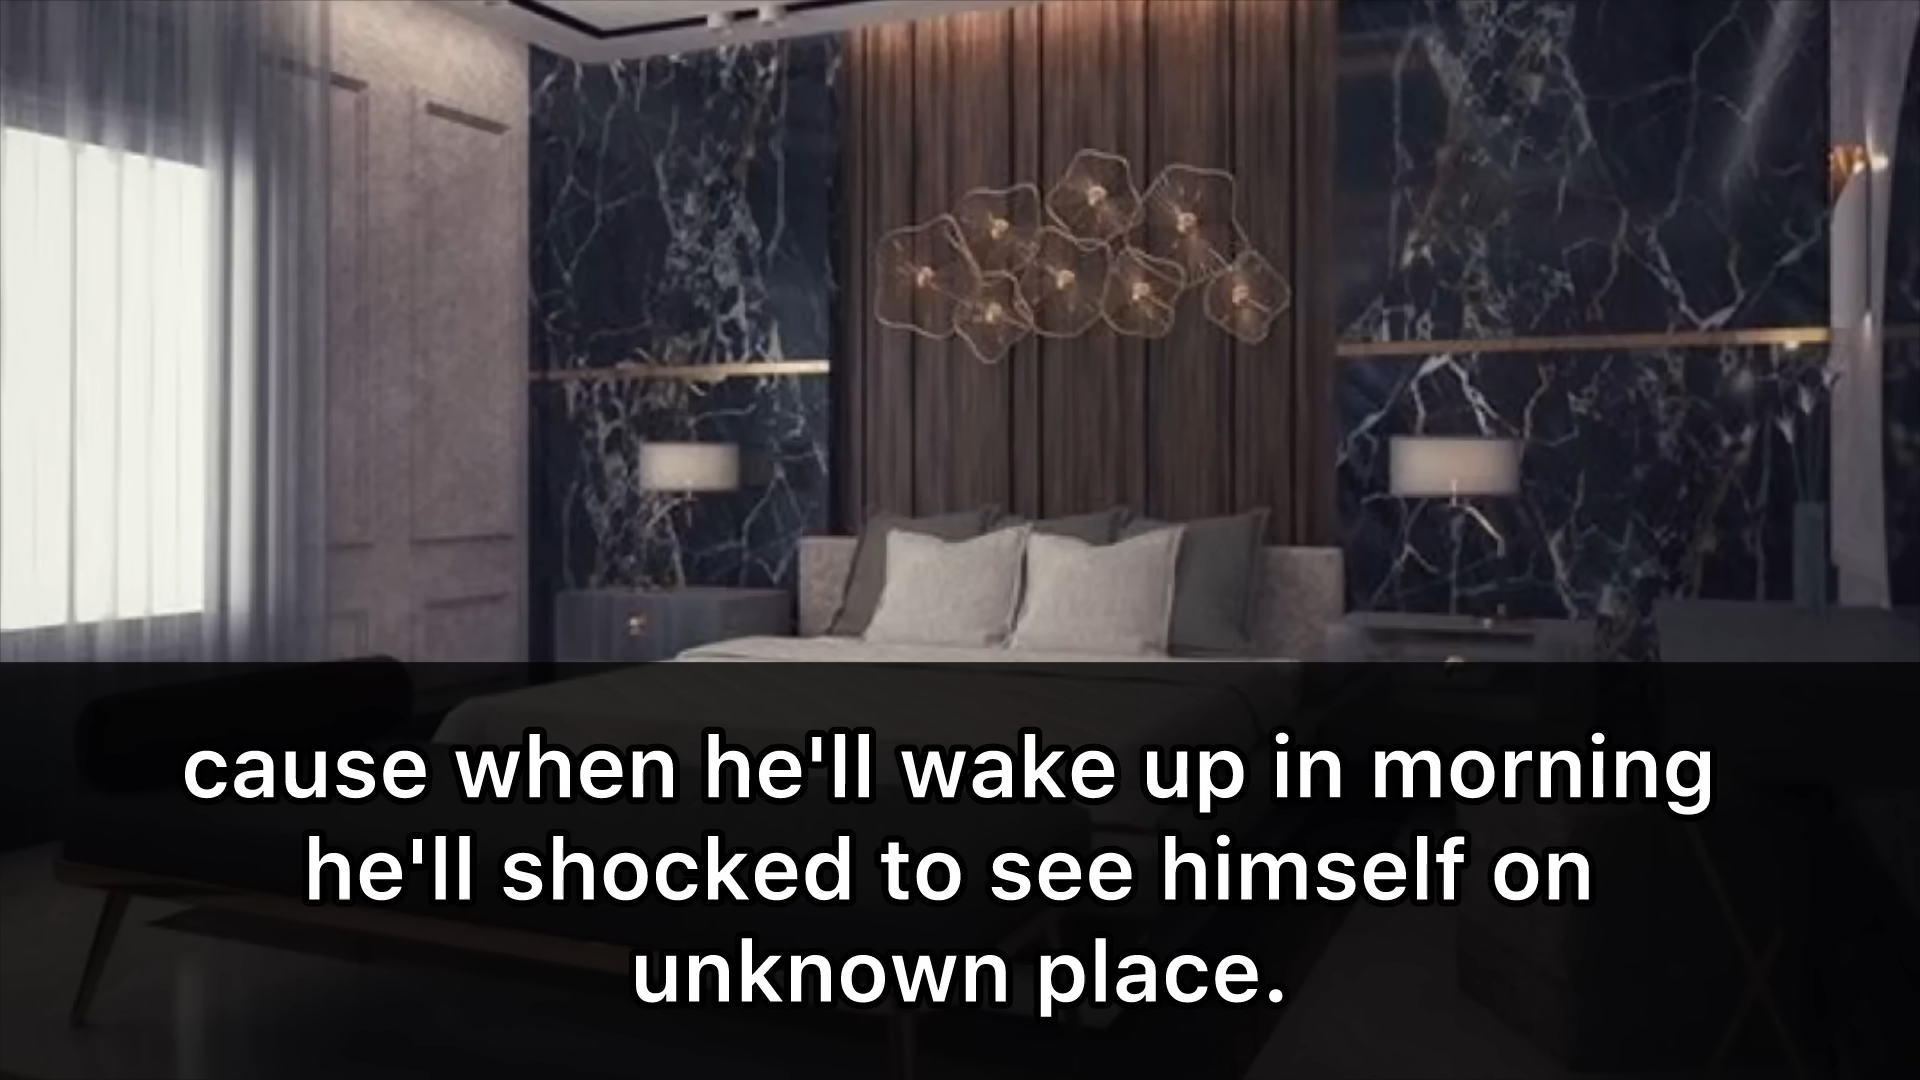 cause when he'll wake up in morning
he'll shocked to see himself on
unknown place.